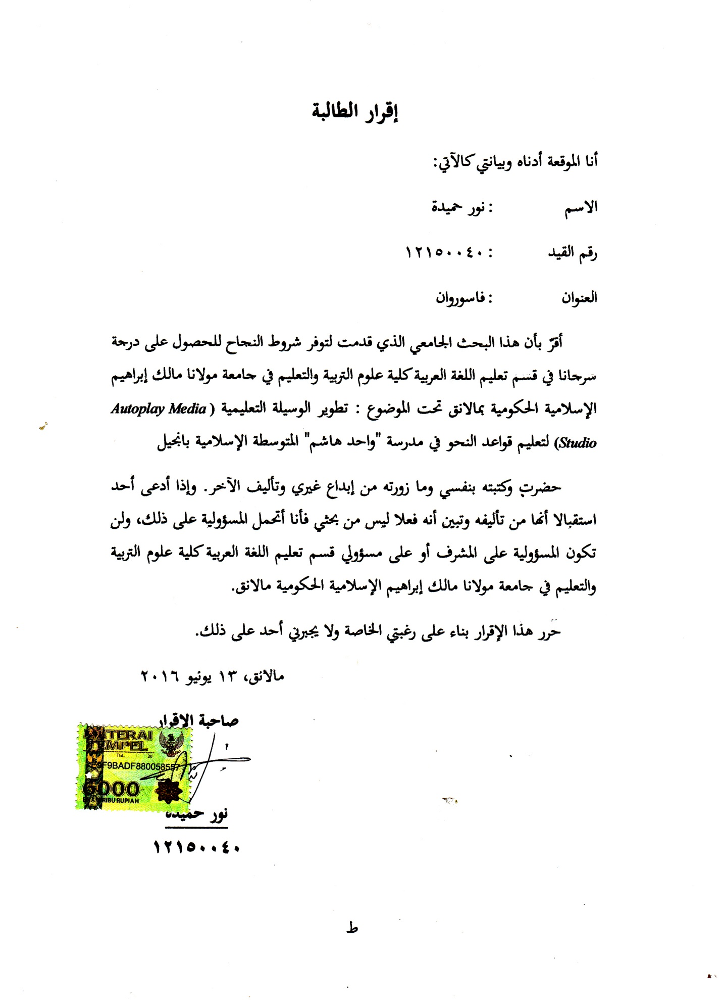 إقرار الطالبة
أنا الموقعة أدناه وبيانتي كالآتي:
الاسم : نور حميدة
رقم القيد : ١٢١٥٠٠٤٠
العنوان : فاسوروان
أقرّ بأن هذا البحث الجامعي الذي قدمت لتوفر شروط النجاح للحصول على درجة
سرجانا في قسم تعليم اللغة العربية كلية علوم التربية والتعليم في جامعة مولانا مالك إبراهيم
الإسلامية الحكومية بمالانق تحت الموضوع : تطوير الوسيلة التعليمية (Autoplay Media
Studio) لتعليم قواعد النحو في مدرسة "واحد هاشم" المتوسطة الإسلامية بانجيل
حضرت وكتبته بنفسي وما زورته من إبداع غيري وتأليف الآخر. وإذا أدعى أحد
استقبالا أنها من تأليفه وتبين أنه فعلا ليس من بحثي فأنا أتحمل المسؤولية على ذلك، ولن
تكون المسؤولية على المشرف أو على مسؤولي قسم تعليم اللغة العربية كلية علوم التربية
والتعليم في جامعة مولانا مالك إبراهيم الإسلامية الحكومية مالانق.
حرر هذا الإقرار بناء على رغبتي الخاصة ولا يجبرني أحد على ذلك.
مالانق، ١٣ يونيو ٢٠١٦
صاحبة الاقرار
METERAI
TEMPEL
TGL. 20
F9BADF880058557
6000
RIBU RUPIAH
نور حميدة
١٢١٥٠٠٤٠
ط